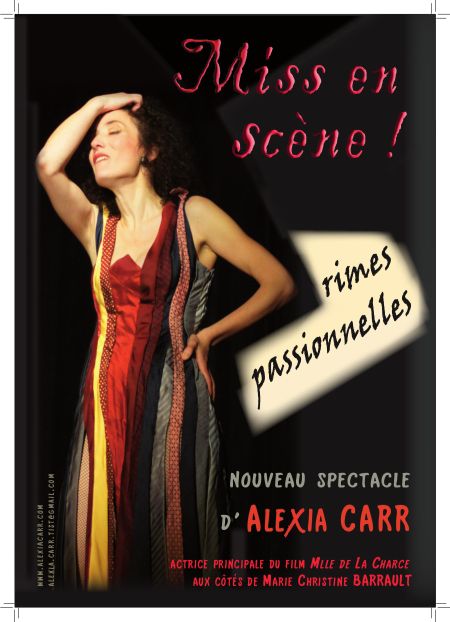 Miss en
scène !
rimes
passionnelles
NOUVEAU SPECTACLE
D' ALEXIA CARR
ACTRICE PRINCIPALE DU FILM MLLE DE LA CHARCE
AUX CÔTÉS DE MARIE CHRISTINE BARRAULT
WWW.ALEXIACARR.COM
ALEXIA.CARR.TIST@GMAIL.COM